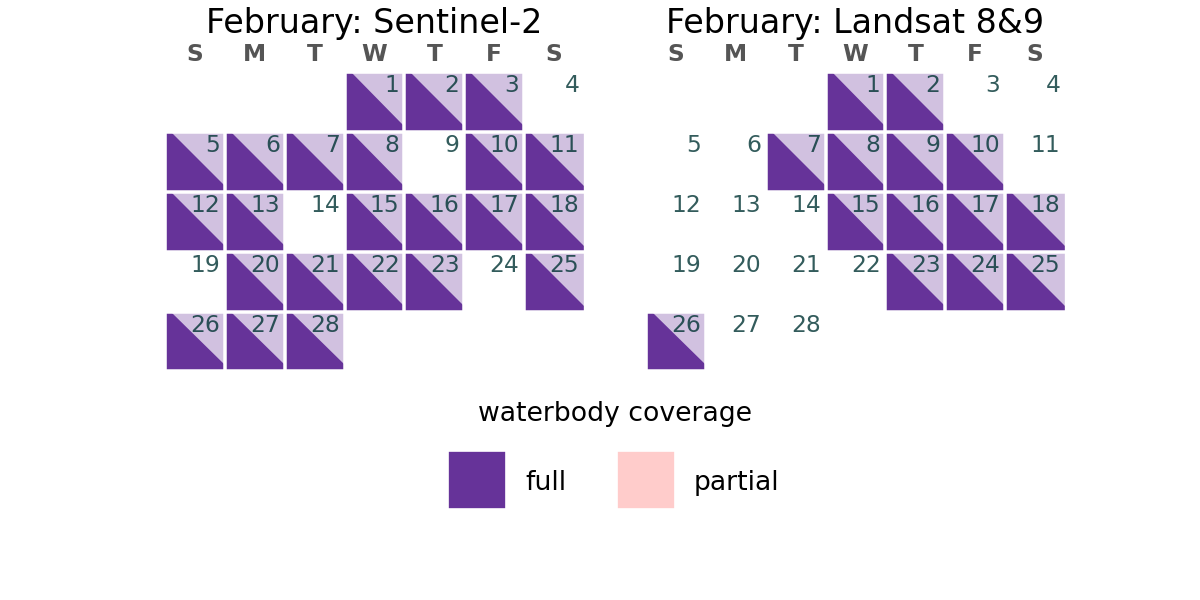 February: Sentinel-2
S M T W T F S
1 2 3 4
5 6 7 8 9 10 11
12 13 14 15 16 17 18
19 20 21 22 23 24 25
26 27 28
February: Landsat 8&9
S M T W T F S
1 2 3 4
5 6 7 8 9 10 11
12 13 14 15 16 17 18
19 20 21 22 23 24 25
26 27 28
waterbody coverage
full partial